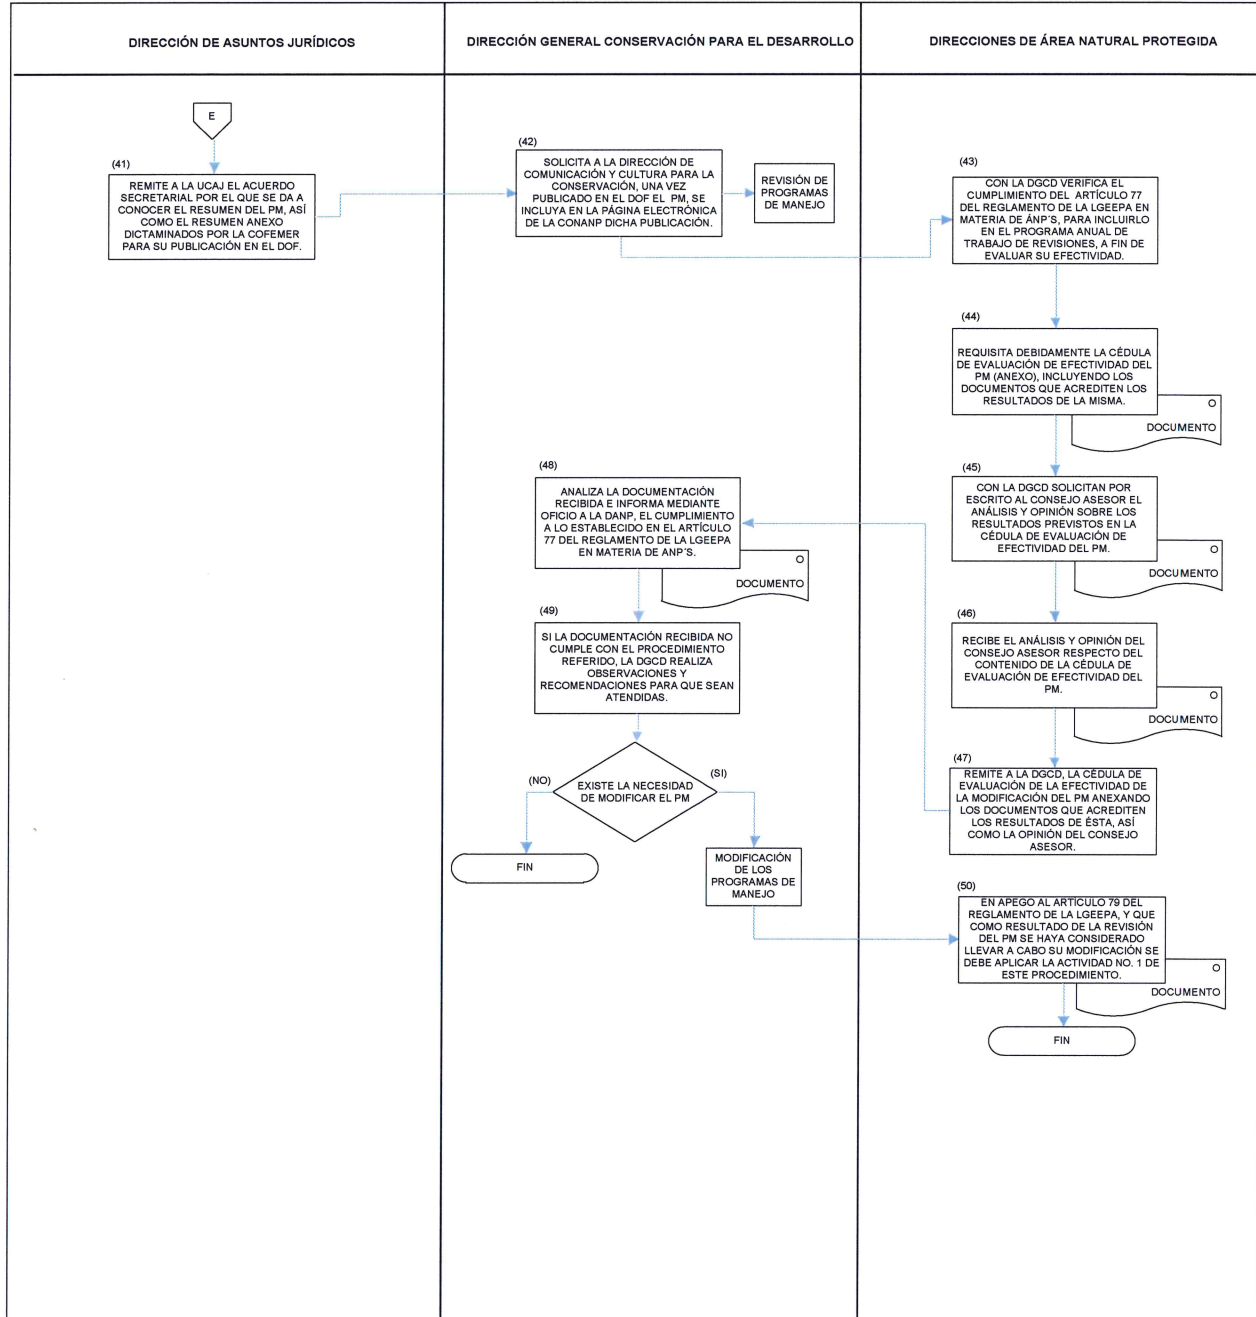 DIRECCIÓN DE ASUNTOS JURÍDICOS
DIRECCIÓN GENERAL CONSERVACIÓN PARA EL DESARROLLO
DIRECCIONES DE ÁREA NATURAL PROTEGIDA
E
(41)
REMITE A LA UCAJ EL ACUERDO
SECRETARIAL POR EL QUE SE DA A
CONOCER EL RESUMEN DEL PM, ASÍ
COMO EL RESUMEN ANEXO
DICTAMINADOS POR LA COFEMER
PARA SU PUBLICACIÓN EN EL DOF.
(42)
SOLICITA A LA DIRECCIÓN DE
COMUNICACIÓN Y CULTURA PARA LA
CONSERVACIÓN, UNA VEZ
PUBLICADO EN EL DOF EL PM, SE
INCLUYA EN LA PÁGINA ELECTRÓNICA
DE LA CONANP DICHA PUBLICACIÓN.
REVISIÓN DE
PROGRAMAS
DE MANEJO
(43)
CON LA DGCD VERIFICA EL
CUMPLIMIENTO DEL ARTÍCULO 77
DEL REGLAMENTO DE LA LGEEPA EN
MATERIA DE ÁNP´S, PARA INCLUIRLO
EN EL PROGRAMA ANUAL DE
TRABAJO DE REVISIONES, A FIN DE
EVALUAR SU EFECTIVIDAD.
(44)
REQUISITA DEBIDAMENTE LA CÉDULA
DE EVALUACIÓN DE EFECTIVIDAD DEL
PM (ANEXO), INCLUYENDO LOS
DOCUMENTOS QUE ACREDITEN LOS
RESULTADOS DE LA MISMA.
DOCUMENTO
(45)
CON LA DGCD SOLICITAN POR
ESCRITO AL CONSEJO ASESOR EL
ANÁLISIS Y OPINIÓN SOBRE LOS
RESULTADOS PREVISTOS EN LA
CÉDULA DE EVALUACIÓN DE
EFECTIVIDAD DEL PM.
DOCUMENTO
(46)
RECIBE EL ANÁLISIS Y OPINIÓN DEL
CONSEJO ASESOR RESPECTO DEL
CONTENIDO DE LA CÉDULA DE
EVALUACIÓN DE EFECTIVIDAD DEL
PM.
DOCUMENTO
(47)
REMITE A LA DGCD, LA CÉDULA DE
EVALUACIÓN DE LA EFECTIVIDAD DE
LA MODIFICACIÓN DEL PM ANEXANDO
LOS DOCUMENTOS QUE ACREDITEN
LOS RESULTADOS DE ÉSTA, ASÍ
COMO LA OPINIÓN DEL CONSEJO
ASESOR.
(48)
ANALIZA LA DOCUMENTACIÓN
RECIBIDA E INFORMA MEDIANTE
OFICIO A LA DANP, EL CUMPLIMIENTO
A LO ESTABLECIDO EN EL ARTÍCULO
77 DEL REGLAMENTO DE LA LGEEPA
EN MATERIA DE ANP´S.
DOCUMENTO
(49)
SI LA DOCUMENTACIÓN RECIBIDA NO
CUMPLE CON EL PROCEDIMIENTO
REFERIDO, LA DGCD REALIZA
OBSERVACIONES Y
RECOMENDACIONES PARA QUE SEAN
ATENDIDAS.
EXISTE LA NECESIDAD
DE MODIFICAR EL PM
(NO)
(SI)
FIN
MODIFICACIÓN
DE LOS
PROGRAMAS DE
MANEJO
(50)
EN APEGO AL ARTÍCULO 79 DEL
REGLAMENTO DE LA LGEEPA, Y QUE
COMO RESULTADO DE LA REVISIÓN
DEL PM SE HAYA CONSIDERADO
LLEVAR A CABO SU MODIFICACIÓN SE
DEBE APLICAR LA ACTIVIDAD NO. 1 DE
ESTE PROCEDIMIENTO.
DOCUMENTO
FIN